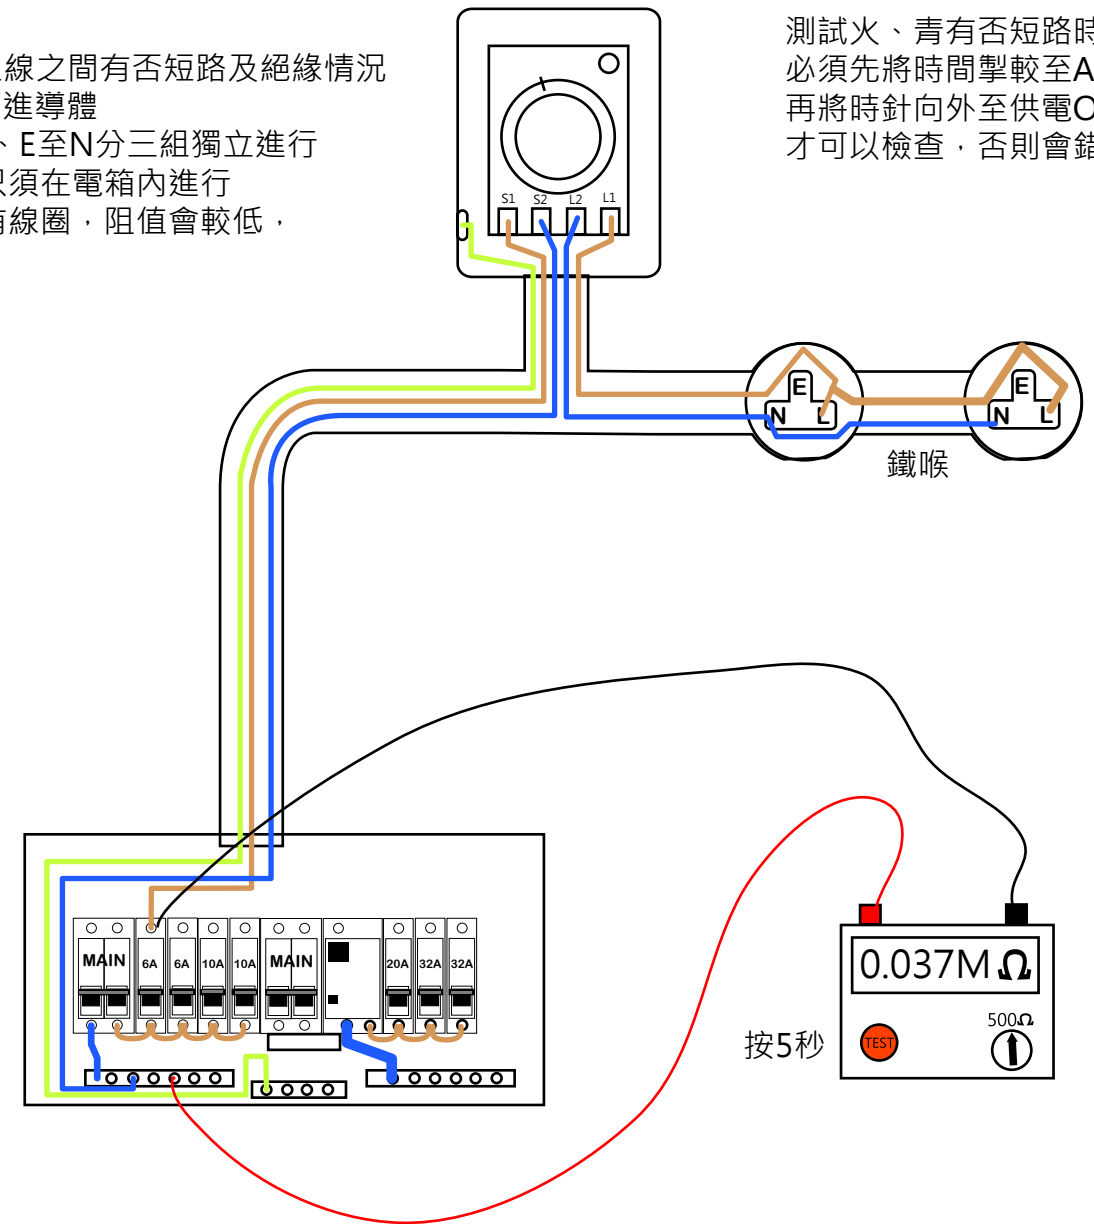 線之間有否短路及絕緣情況
進導體
、E至N分三組獨立進行
只須在電箱內進行
有線圈，阻值會較低，
測試火、青有否短路時
必須先將時間掣較至A
再將時針向外至供電O
才可以檢查，否則會錯
S1 S2 L2 L1
E
N L
E
N L
鐵喉
MAIN 6A 6A 10A 10A MAIN 20A 32A 32A
0.037MΩ
按5秒
TEST
500Ω